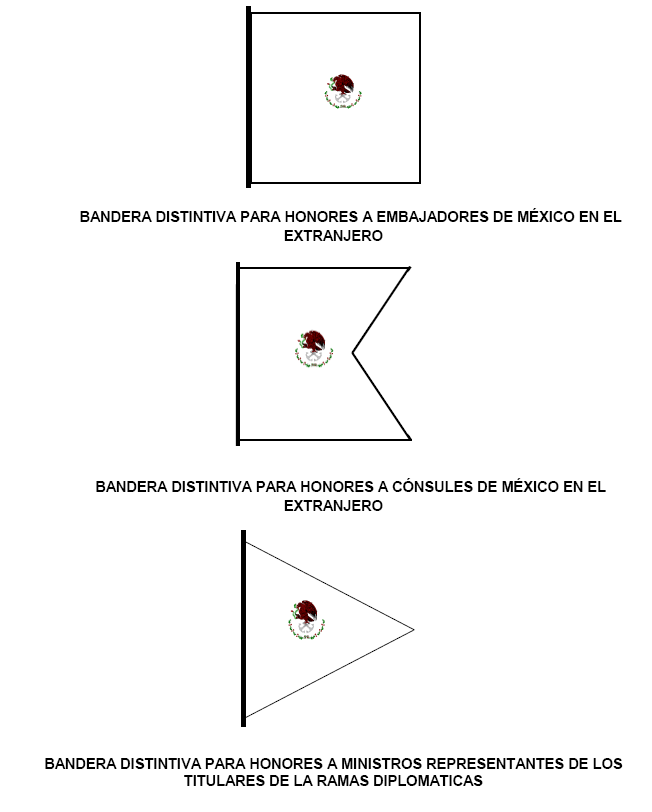 BANDERA DISTINTIVA PARA HONORES A EMBAJADORES DE MÉXICO EN EL
EXTRANJERO
BANDERA DISTINTIVA PARA HONORES A CÓNSULES DE MÉXICO EN EL
EXTRANJERO
BANDERA DISTINTIVA PARA HONORES A MINISTROS REPRESENTANTES DE LOS
TITULARES DE LA RAMAS DIPLOMATICAS